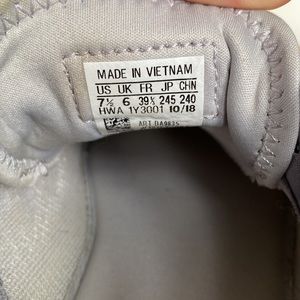 MADE IN VIETNAM
US UK FR JP CHN
7½ 6 39⅓ 245 240
HWA 1Y3001 10/18